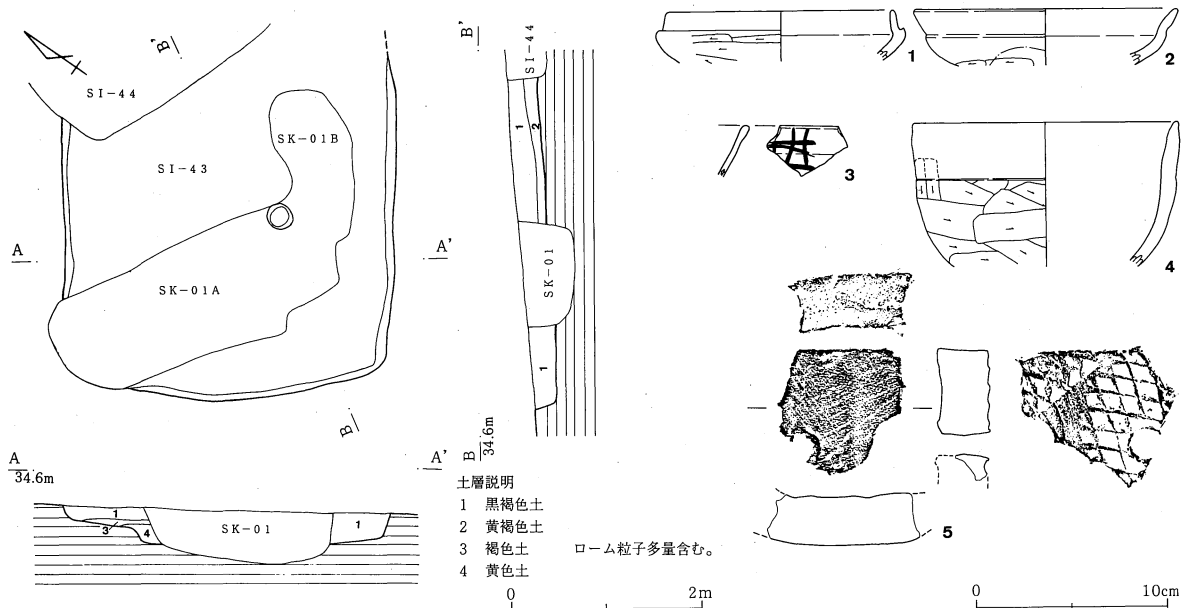 B'
SI-44
SK-01B
SI-43
A
A'
SK-01A
B
A
34.6m
A'
1
3
4
SK-01
1
B'
SI-44
1
2
SK-01
1
B
34.6m
土層説明
1 黒褐色土
2 黄褐色土
3 褐色土 ローム粒子多量含む。
4 黄色土
0 2m
1
2
3
4
5
0 10cm